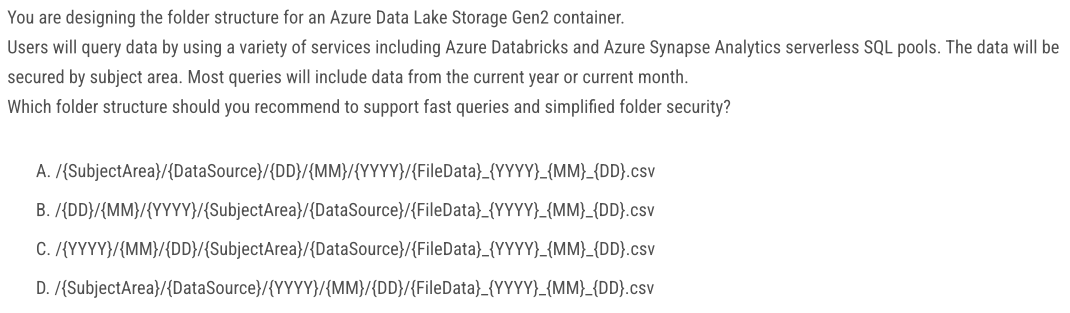 You are designing the folder structure for an Azure Data Lake Storage Gen2 container.
Users will query data by using a variety of services including Azure Databricks and Azure Synapse Analytics serverless SQL pools. The data will be
secured by subject area. Most queries will include data from the current year or current month.
Which folder structure should you recommend to support fast queries and simplified folder security?
A. /{SubjectArea}/{DataSource}/{DD}/{MM}/{YYYY}/{FileData}_{YYYY}_{MM}_{DD}.csv
B. /{DD}/{MM}/{YYYY}/{SubjectArea}/{DataSource}/{FileData}_{YYYY}_{MM}_{DD}.csv
C. /{YYYY}/{MM}/{DD}/{SubjectArea}/{DataSource}/{FileData}_{YYYY}_{MM}_{DD}.csv
D. /{SubjectArea}/{DataSource}/{YYYY}/{MM}/{DD}/{FileData}_{YYYY}_{MM}_{DD}.csv